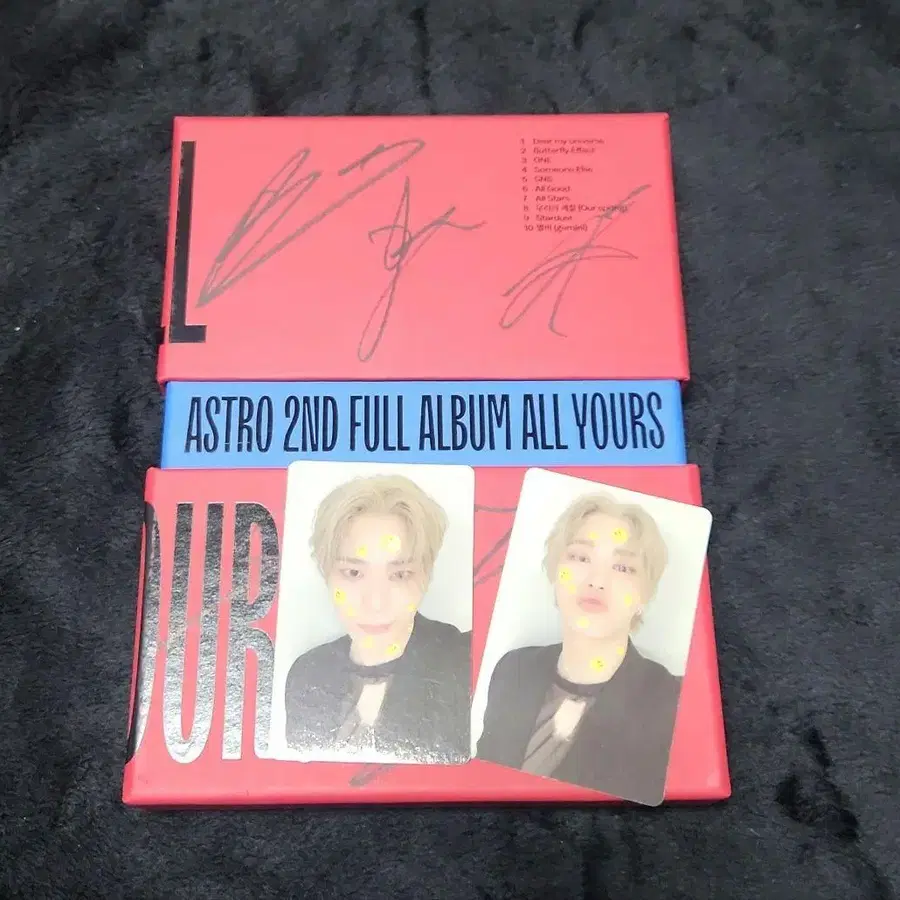 L
1 Dear my universe
2 Butterfly Effect
3 ONE
4 Someone Else
5 SNS
6 All Good
7 All Stars
8 우리의 계절 (Our spring)
9 Stardust
10 별비 (gemini)
ASTRO 2ND FULL ALBUM ALL YOURS
OUR